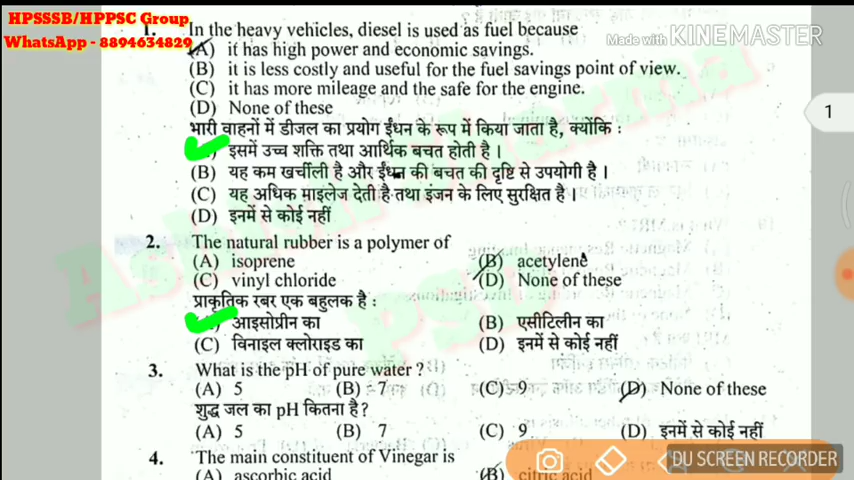 HPSSSB/HPPSC Group
WhatsApp - 8894634829
Made with KINEMASTER
1. In the heavy vehicles, diesel is used as fuel because
(A) it has high power and economic savings.
(B) it is less costly and useful for the fuel savings point of view.
(C) it has more mileage and the safe for the engine.
(D) None of these
1
भारी वाहनों में डीजल का प्रयोग ईंधन के रूप में किया जाता है, क्योंकि :
इसमें उच्च शक्ति तथा आर्थिक बचत होती है।
(B) यह कम खर्चीली है और ईंधन की बचत की दृष्टि से उपयोगी है।
(C) यह अधिक माइलेज देती है तथा इंजन के लिए सुरक्षित है।
(D) इनमें से कोई नहीं
2. The natural rubber is a polymer of
(A) isoprene (B) acetylene
(C) vinyl chloride (D) None of these
प्राकृतिक रबर एक बहुलक है :
आइसोप्रीन का (B) एसीटिलीन का
(C) विनाइल क्लोराइड का (D) इनमें से कोई नहीं
3. What is the pH of pure water ?
(A) 5 (B) 7 (C) 9 (D) None of these
शुद्ध जल का pH कितना है?
(A) 5 (B) 7 (C) 9 (D) इनमें से कोई नहीं
4. The main constituent of Vinegar is
(A) ascorbic acid (B) citric acid
DU SCREEN RECORDER